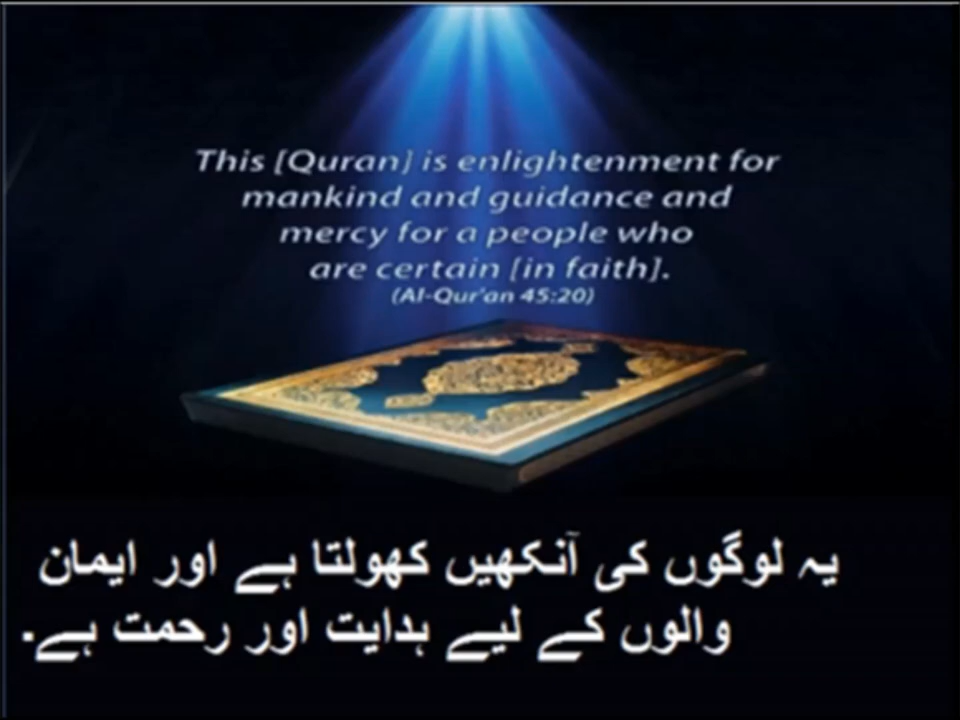 This [Quran] is enlightenment for
mankind and guidance and
mercy for a people who
are certain [in faith].
(Al-Qur'an 45:20)
یہ لوگوں کی آنکھیں کھولتا ہے اور ایمان
والوں کے لیے ہدایت اور رحمت ہے۔